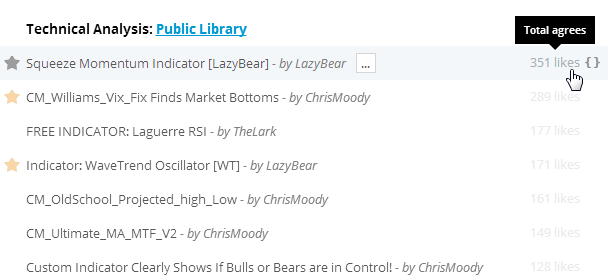 Total agrees
Technical Analysis: Public Library
Squeeze Momentum Indicator [LazyBear] - by LazyBear ... 351 likes { }
CM_Williams_Vix_Fix Finds Market Bottoms - by ChrisMoody 289 likes
FREE INDICATOR: Laguerre RSI - by TheLark 177 likes
Indicator: WaveTrend Oscillator [WT] - by LazyBear 171 likes
CM_OldSchool_Projected_high_Low - by ChrisMoody 161 likes
CM_Ultimate_MA_MTF_V2 - by ChrisMoody 149 likes
Custom Indicator Clearly Shows If Bulls or Bears are in Control! - by ChrisMoody 128 likes